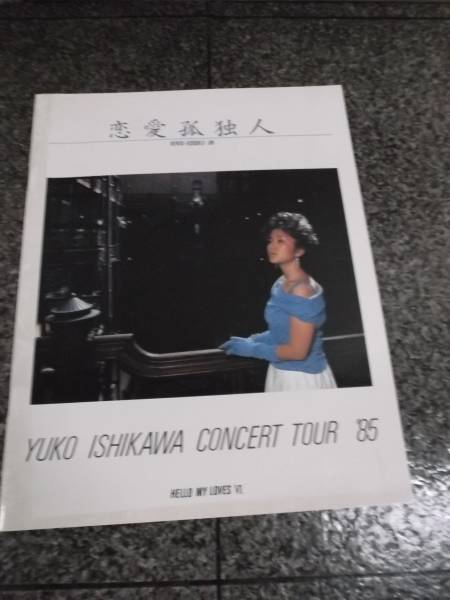 恋愛孤独人
YUKO ISHIKAWA CONCERT TOUR '85
HELLO MY LOVES VI